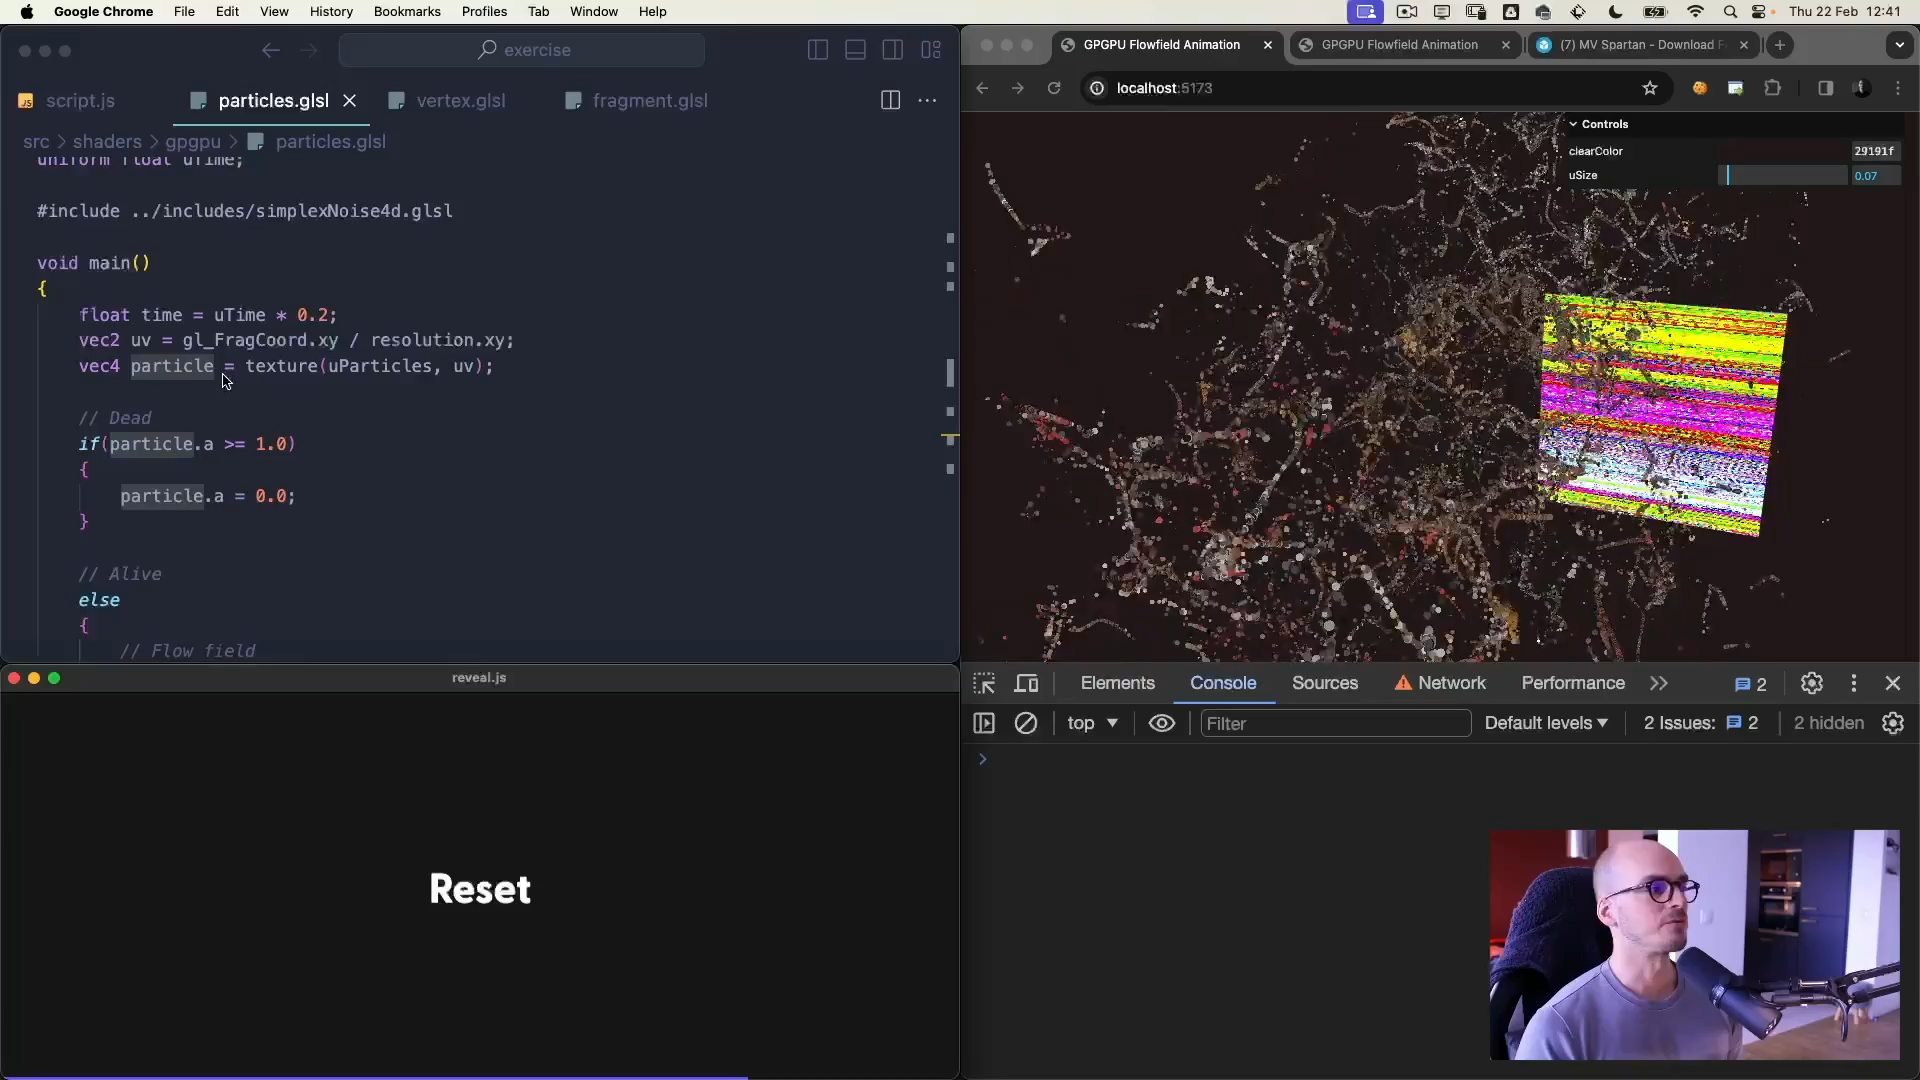 Google Chrome File Edit View History Bookmarks Profiles Tab Window Help Thu 22 Feb 12:41
exercise
script.js particles.glsl vertex.glsl fragment.glsl
src > shaders > gpgpu > particles.glsl
uniform float uTime;
#include ../includes/simplexNoise4d.glsl
void main()
{
float time = uTime * 0.2;
vec2 uv = gl_FragCoord.xy / resolution.xy;
vec4 particle = texture(uParticles, uv);
// Dead
if(particle.a >= 1.0)
{
particle.a = 0.0;
}
// Alive
else
{
// Flow field
reveal.js
Reset
GPGPU Flowfield Animation GPGPU Flowfield Animation (7) MV Spartan - Download
localhost:5173
Controls
clearColor 29191f
uSize 0.07
Elements Console Sources Network Performance 2
top Filter Default levels 2 Issues: 2 2 hidden